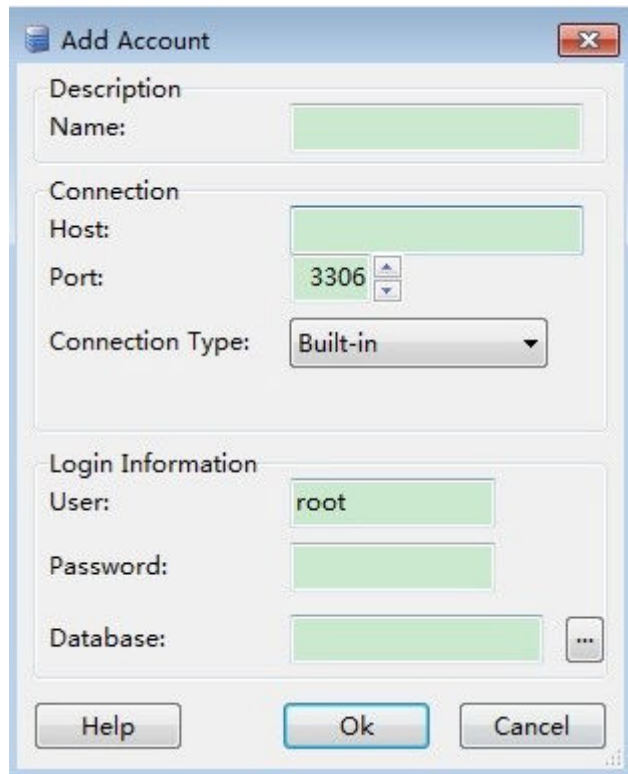 Add Account
Description
Name:
Connection
Host:
Port: 3306
Connection Type: Built-in
Login Information
User: root
Password:
Database: ...
Help Ok Cancel